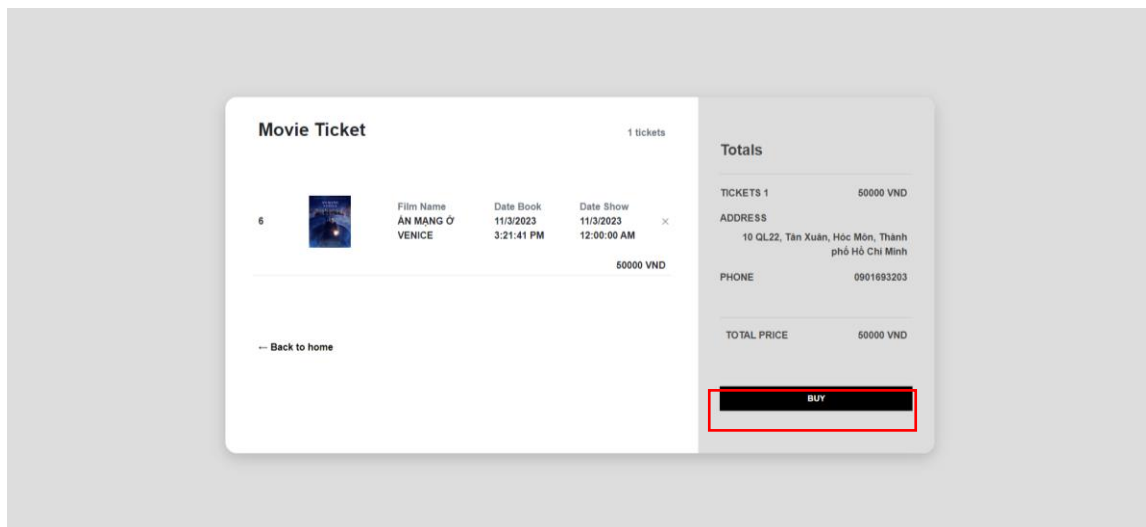 Movie Ticket
1 tickets
6
Film Name
ÁN MẠNG Ở
VENICE
Date Book
11/3/2023
3:21:41 PM
Date Show
11/3/2023
12:00:00 AM
×
50000 VND
← Back to home
Totals
TICKETS 1
50000 VND
ADDRESS
10 QL22, Tân Xuân, Hóc Môn, Thành
phố Hồ Chí Minh
PHONE
0901693203
TOTAL PRICE
50000 VND
BUY